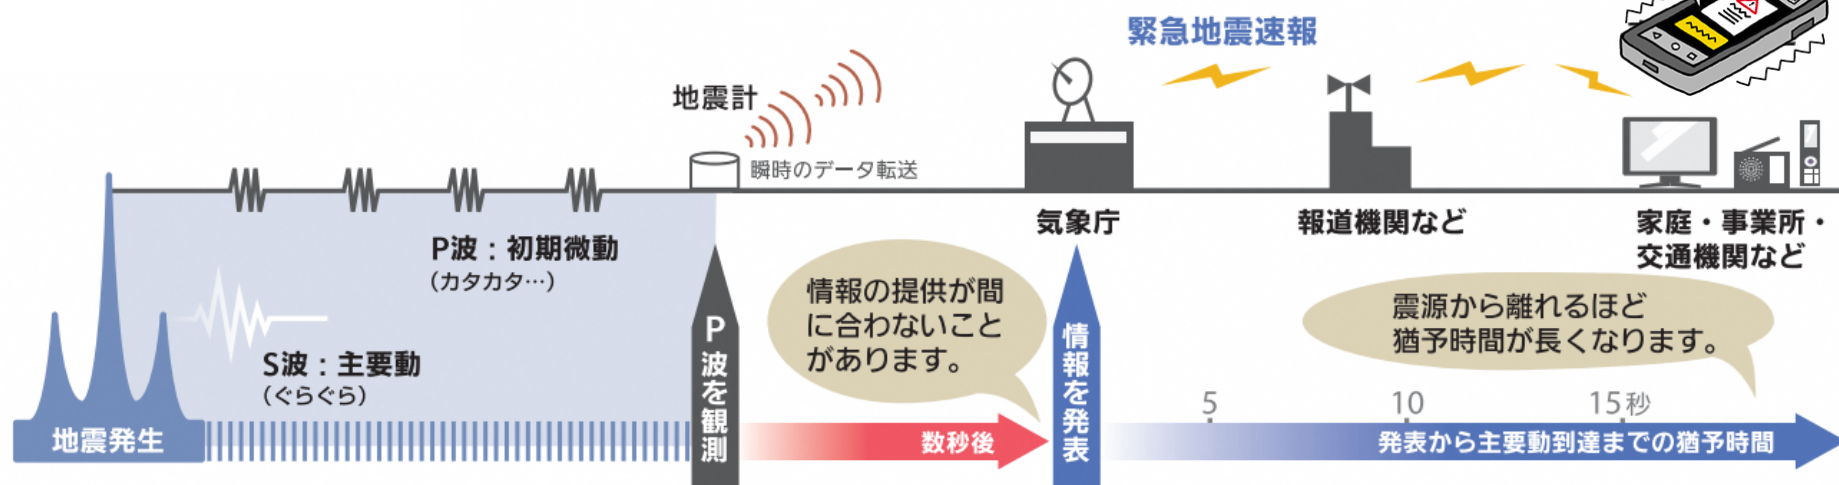 緊急地震速報
地震計
瞬時のデータ転送
P波：初期微動
（カタカタ…）
S波：主要動
（ぐらぐら）
地震発生
P波を観測
情報の提供が間
に合わないこと
があります。
数秒後
気象庁
情報を発表
報道機関など
家庭・事業所・
交通機関など
震源から離れるほど
猶予時間が長くなります。
5
10
15秒
発表から主要動到達までの猶予時間